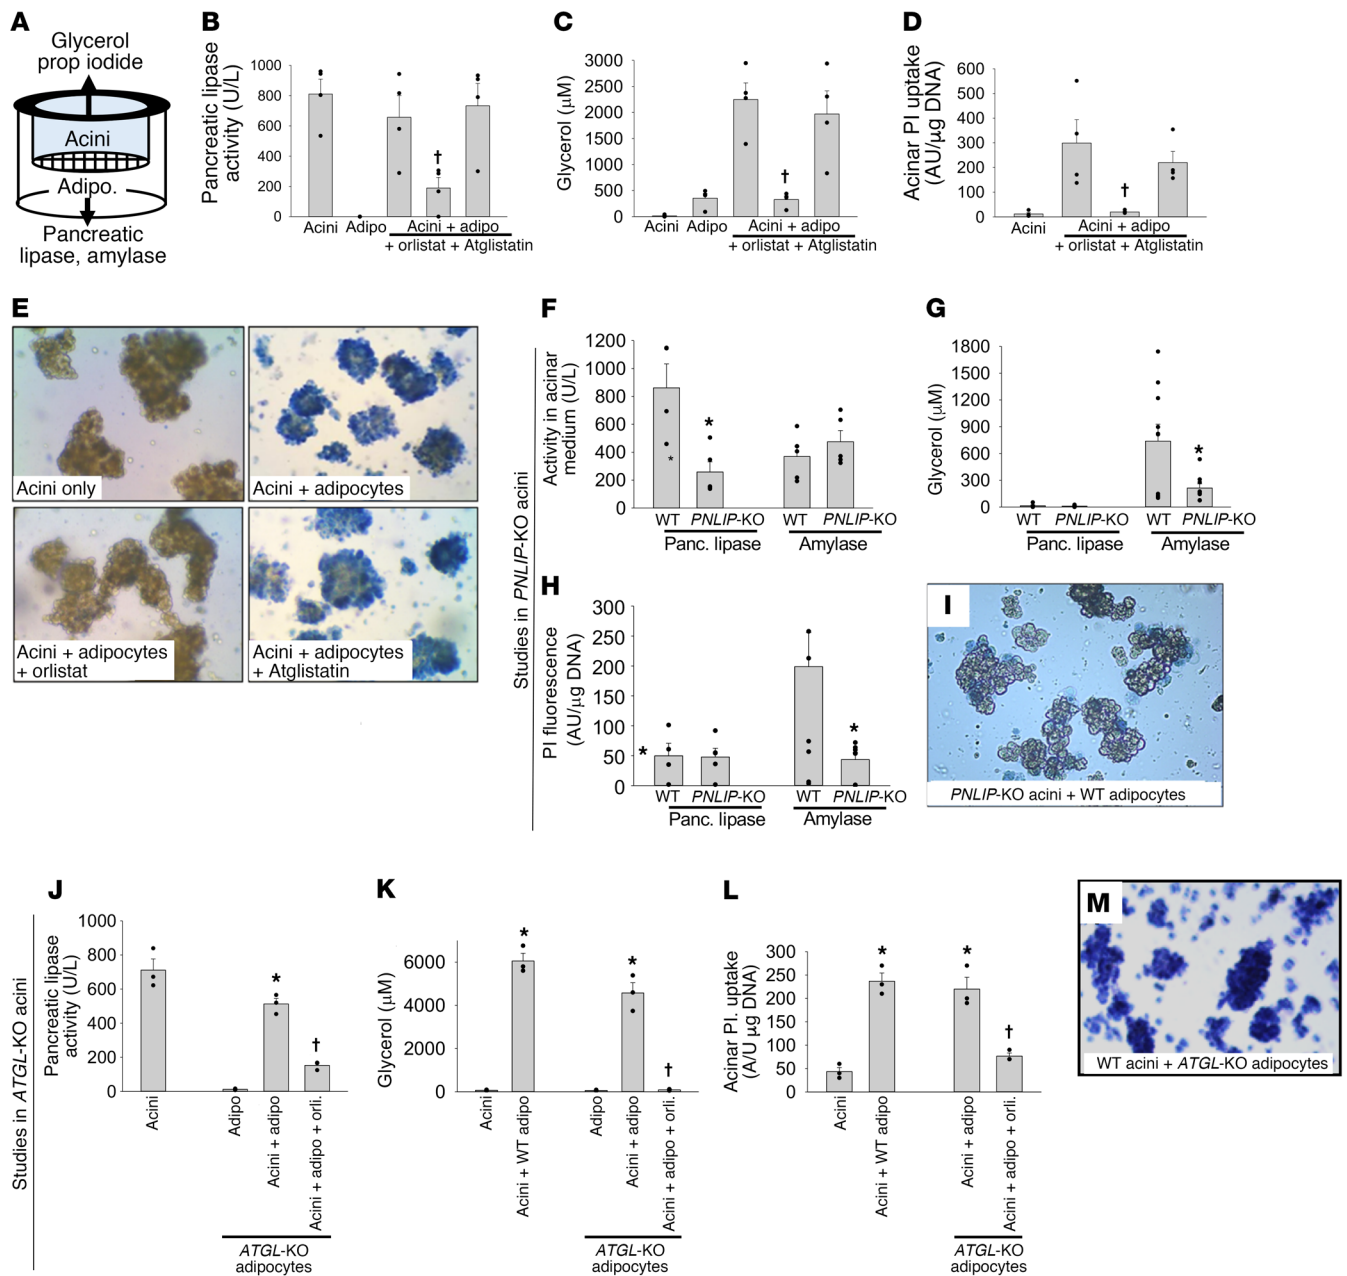 A
Glycerol
prop iodide
Acini
Adipo.
Pancreatic
lipase, amylase
B
Pancreatic lipase
activity (U/L)
1000
800
600
400
200
0
†
Acini
Adipo
Acini + adipo
+ orlistat + Atglistatin
C
Glycerol (μM)
3000
2500
2000
1500
1000
500
0
†
Acini
Adipo
Acini + adipo
+ orlistat + Atglistatin
D
Acinar PI uptake
(AU/μg DNA)
600
500
400
300
200
100
0
†
Acini
Acini + adipo
+ orlistat + Atglistatin
E
Acini only
Acini + adipocytes
Acini + adipocytes
+ orlistat
Acini + adipocytes
+ Atglistatin
Studies in PNLIP-KO acini
F
Activity in acinar
medium (U/L)
1200
1000
800
600
400
200
0
*
*
WT
PNLIP-KO
WT
PNLIP-KO
Panc. lipase
Amylase
G
Glycerol (μM)
1800
1500
1200
900
600
300
0
*
WT
PNLIP-KO
WT
PNLIP-KO
Panc. lipase
Amylase
H
PI fluorescence
(AU/μg DNA)
300
250
200
150
100
50
0
*
*
WT
PNLIP-KO
WT
PNLIP-KO
Panc. lipase
Amylase
I
PNLIP-KO acini + WT adipocytes
Studies in ATGL-KO acini
J
Pancreatic lipase
activity (U/L)
1000
800
600
400
200
0
*
†
Acini
Adipo
Acini + adipo
Acini + adipo + orli.
ATGL-KO
adipocytes
K
Glycerol (μM)
6000
4000
2000
0
*
*
†
Acini
Acini + WT adipo
Adipo
Acini + adipo
Acini + adipo + orli.
ATGL-KO
adipocytes
L
Acinar PI. uptake
(A/U μg DNA)
300
250
200
150
100
50
0
*
*
†
Acini
Acini + WT adipo
Acini + adipo
Acini + adipo + orli.
ATGL-KO
adipocytes
M
WT acini + ATGL-KO adipocytes